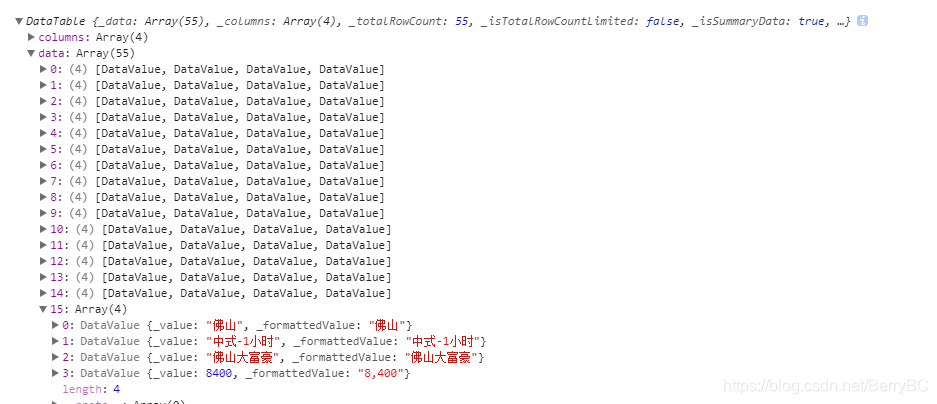 DataTable {_data: Array(55), _columns: Array(4), _totalRowCount: 55, _isTotalRowCountLimited: false, _isSummaryData: true, …}
columns: Array(4)
data: Array(55)
0: (4) [DataValue, DataValue, DataValue, DataValue]
1: (4) [DataValue, DataValue, DataValue, DataValue]
2: (4) [DataValue, DataValue, DataValue, DataValue]
3: (4) [DataValue, DataValue, DataValue, DataValue]
4: (4) [DataValue, DataValue, DataValue, DataValue]
5: (4) [DataValue, DataValue, DataValue, DataValue]
6: (4) [DataValue, DataValue, DataValue, DataValue]
7: (4) [DataValue, DataValue, DataValue, DataValue]
8: (4) [DataValue, DataValue, DataValue, DataValue]
9: (4) [DataValue, DataValue, DataValue, DataValue]
10: (4) [DataValue, DataValue, DataValue, DataValue]
11: (4) [DataValue, DataValue, DataValue, DataValue]
12: (4) [DataValue, DataValue, DataValue, DataValue]
13: (4) [DataValue, DataValue, DataValue, DataValue]
14: (4) [DataValue, DataValue, DataValue, DataValue]
15: Array(4)
0: DataValue {_value: "佛山", _formattedValue: "佛山"}
1: DataValue {_value: "中式-1小时", _formattedValue: "中式-1小时"}
2: DataValue {_value: "佛山大富豪", _formattedValue: "佛山大富豪"}
3: DataValue {_value: 8400, _formattedValue: "8,400"}
length: 4
https://blog.csdn.net/BerryBC